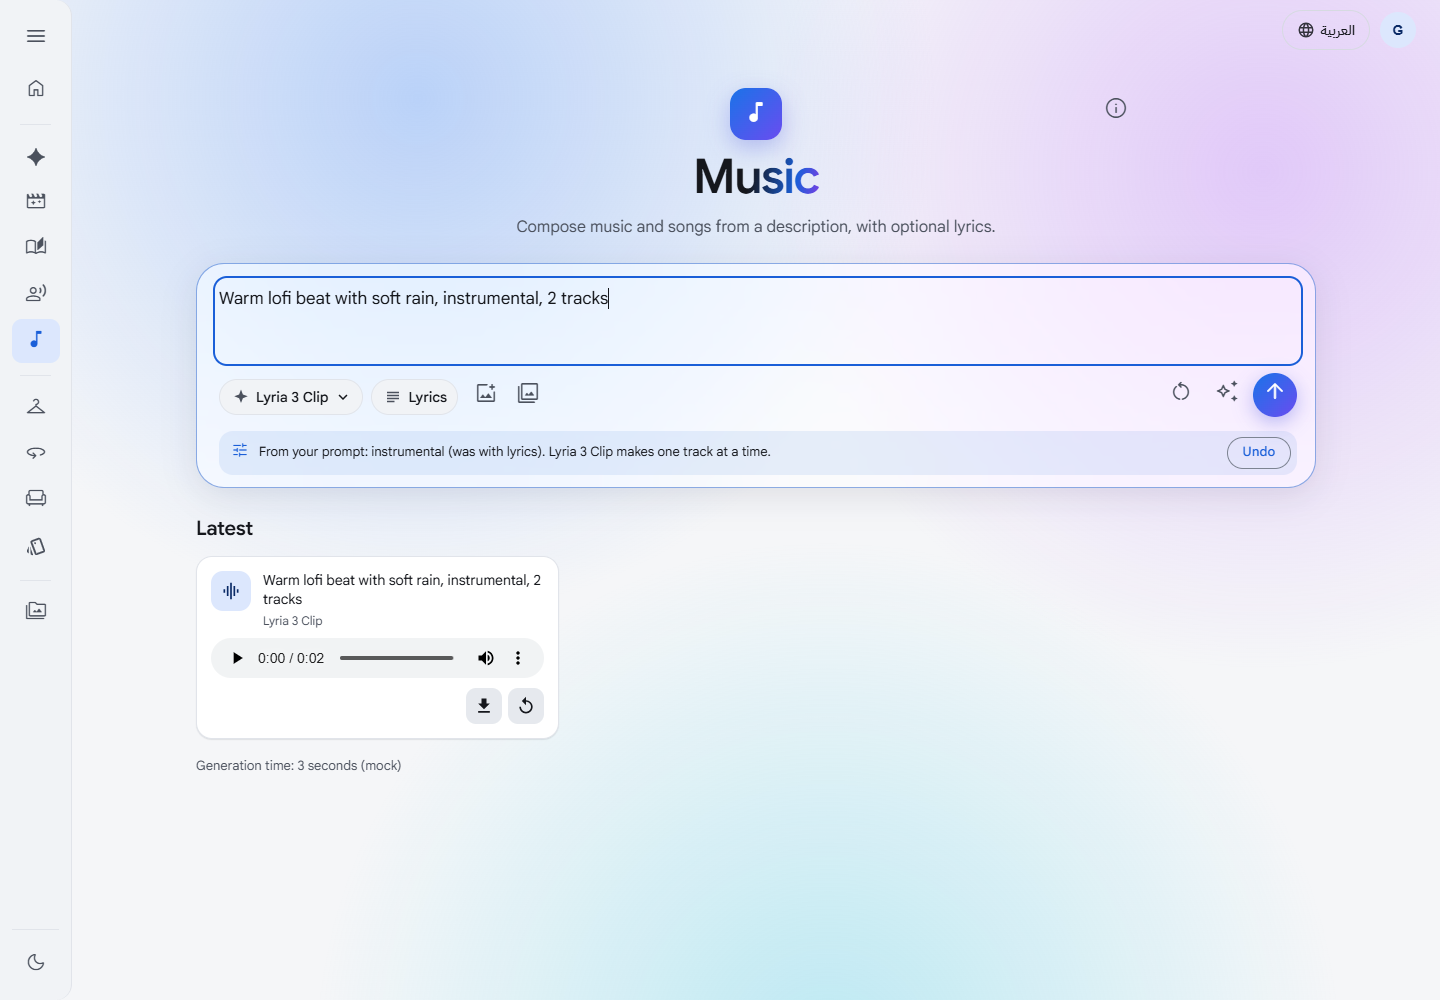 العربية
G
Music
Compose music and songs from a description, with optional lyrics.
Warm lofi beat with soft rain, instrumental, 2 tracks
Lyria 3 Clip
Lyrics
From your prompt: instrumental (was with lyrics). Lyria 3 Clip makes one track at a time.
Undo
Latest
Warm lofi beat with soft rain, instrumental, 2
tracks
Lyria 3 Clip
0:00 / 0:02
Generation time: 3 seconds (mock)